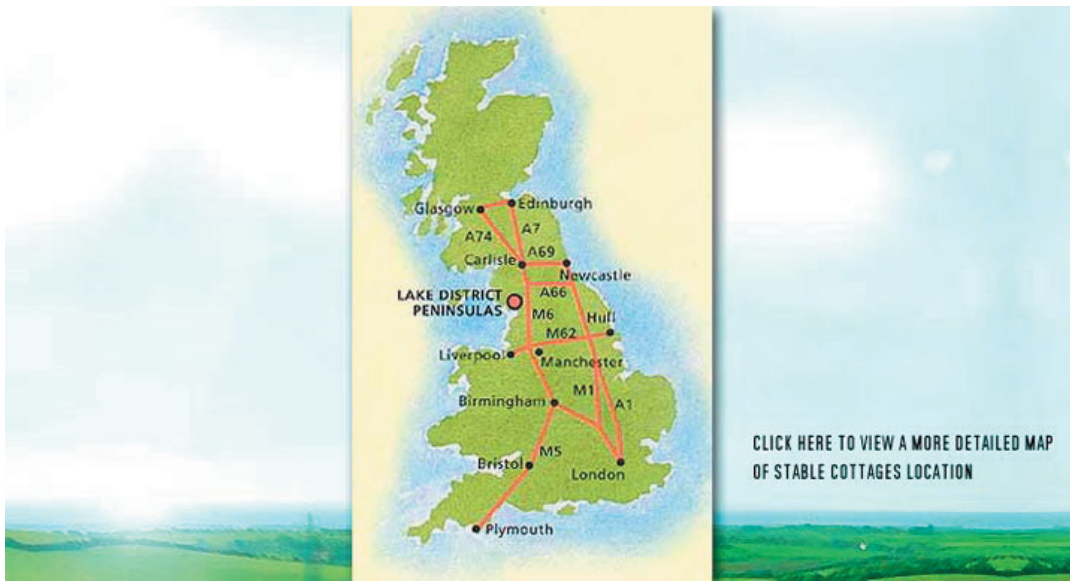 Glasgow
Edinburgh
A7
A74
A69
Carlisle
Newcastle
A66
LAKE DISTRICT
PENINSULAS
M6
Hull
M62
Liverpool
Manchester
M1
A1
Birmingham
M5
Bristol
London
Plymouth
CLICK HERE TO VIEW A MORE DETAILED MAP
OF STABLE COTTAGES LOCATION